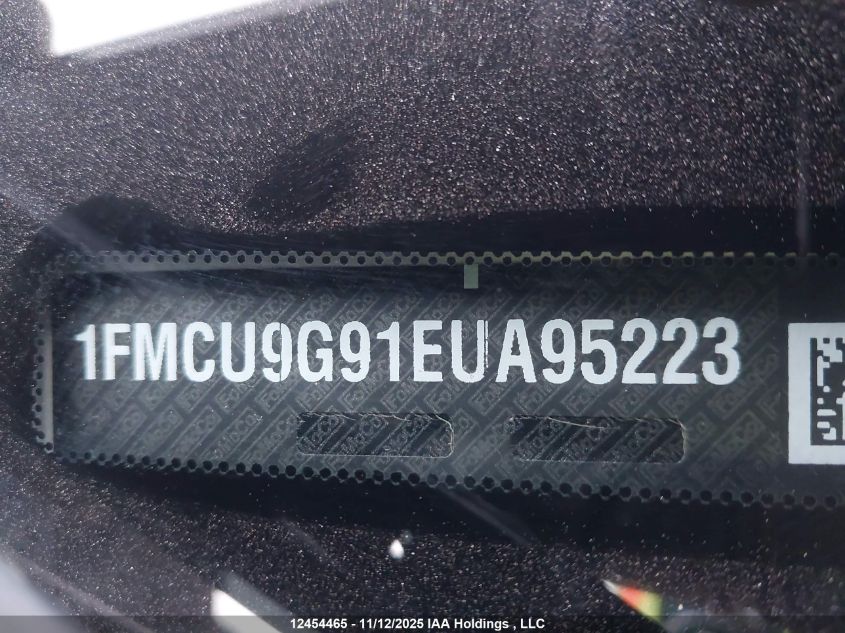 1FMCU9G91EUA95223
12454465 - 11/12/2025 IAA Holdings , LLC